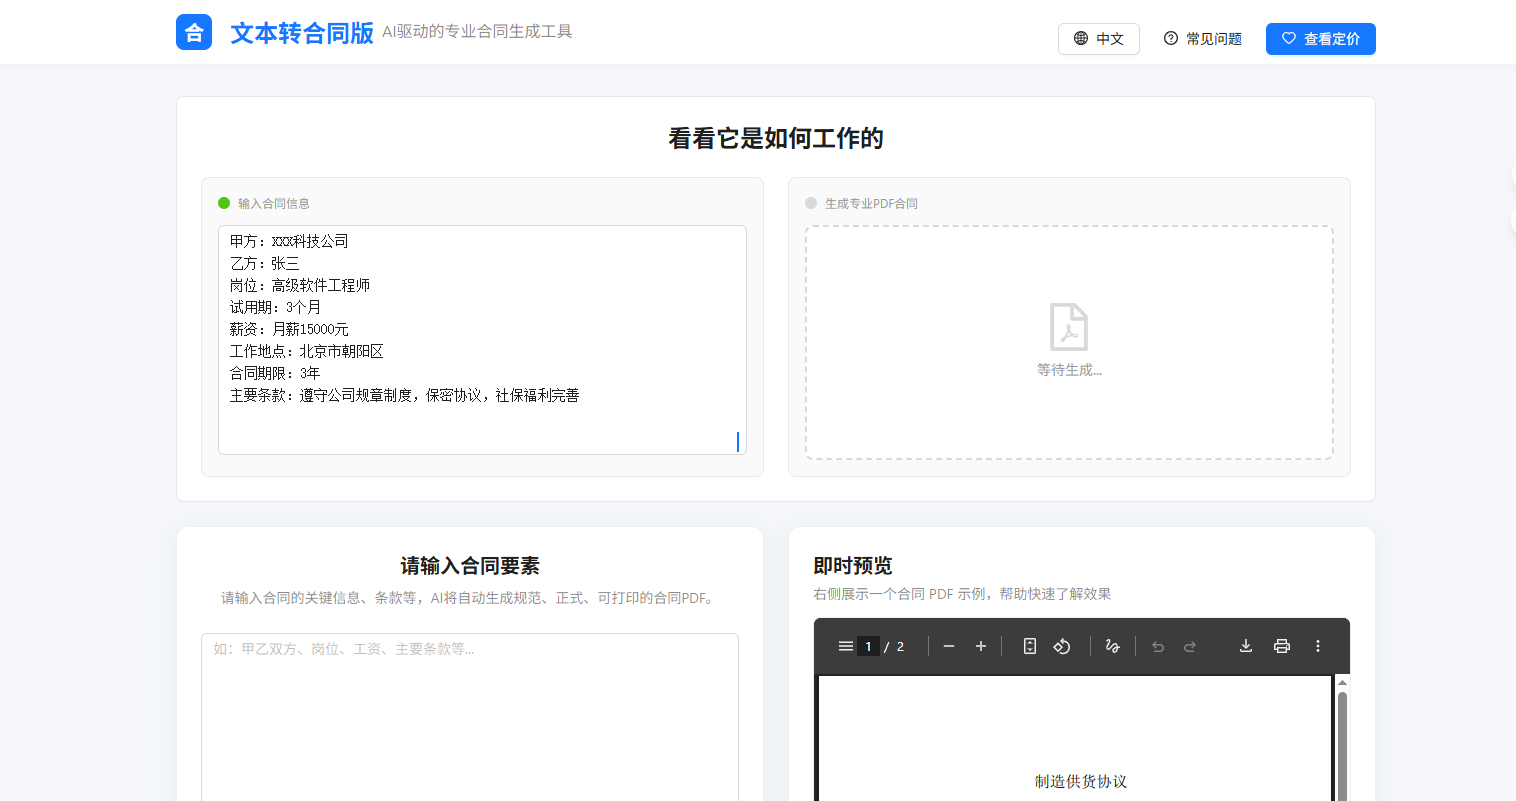 合
文本转合同版 AI驱动的专业合同生成工具
中文
常见问题
查看定价
看看它是如何工作的
输入合同信息
甲方：XXX科技公司
乙方：张三
岗位：高级软件工程师
试用期：3个月
薪资：月薪15000元
工作地点：北京市朝阳区
合同期限：3年
主要条款：遵守公司规章制度，保密协议，社保福利完善
生成专业PDF合同
等待生成...
请输入合同要素
请输入合同的关键信息、条款等，AI将自动生成规范、正式、可打印的合同PDF。
如：甲乙双方、岗位、工资、主要条款等...
即时预览
右侧展示一个合同 PDF 示例，帮助快速了解效果
1 / 2
制造供货协议